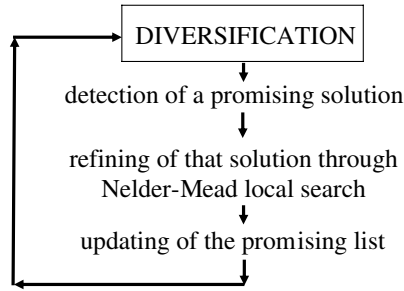 DIVERSIFICATION
detection of a promising solution
refining of that solution through
Nelder-Mead local search
updating of the promising list